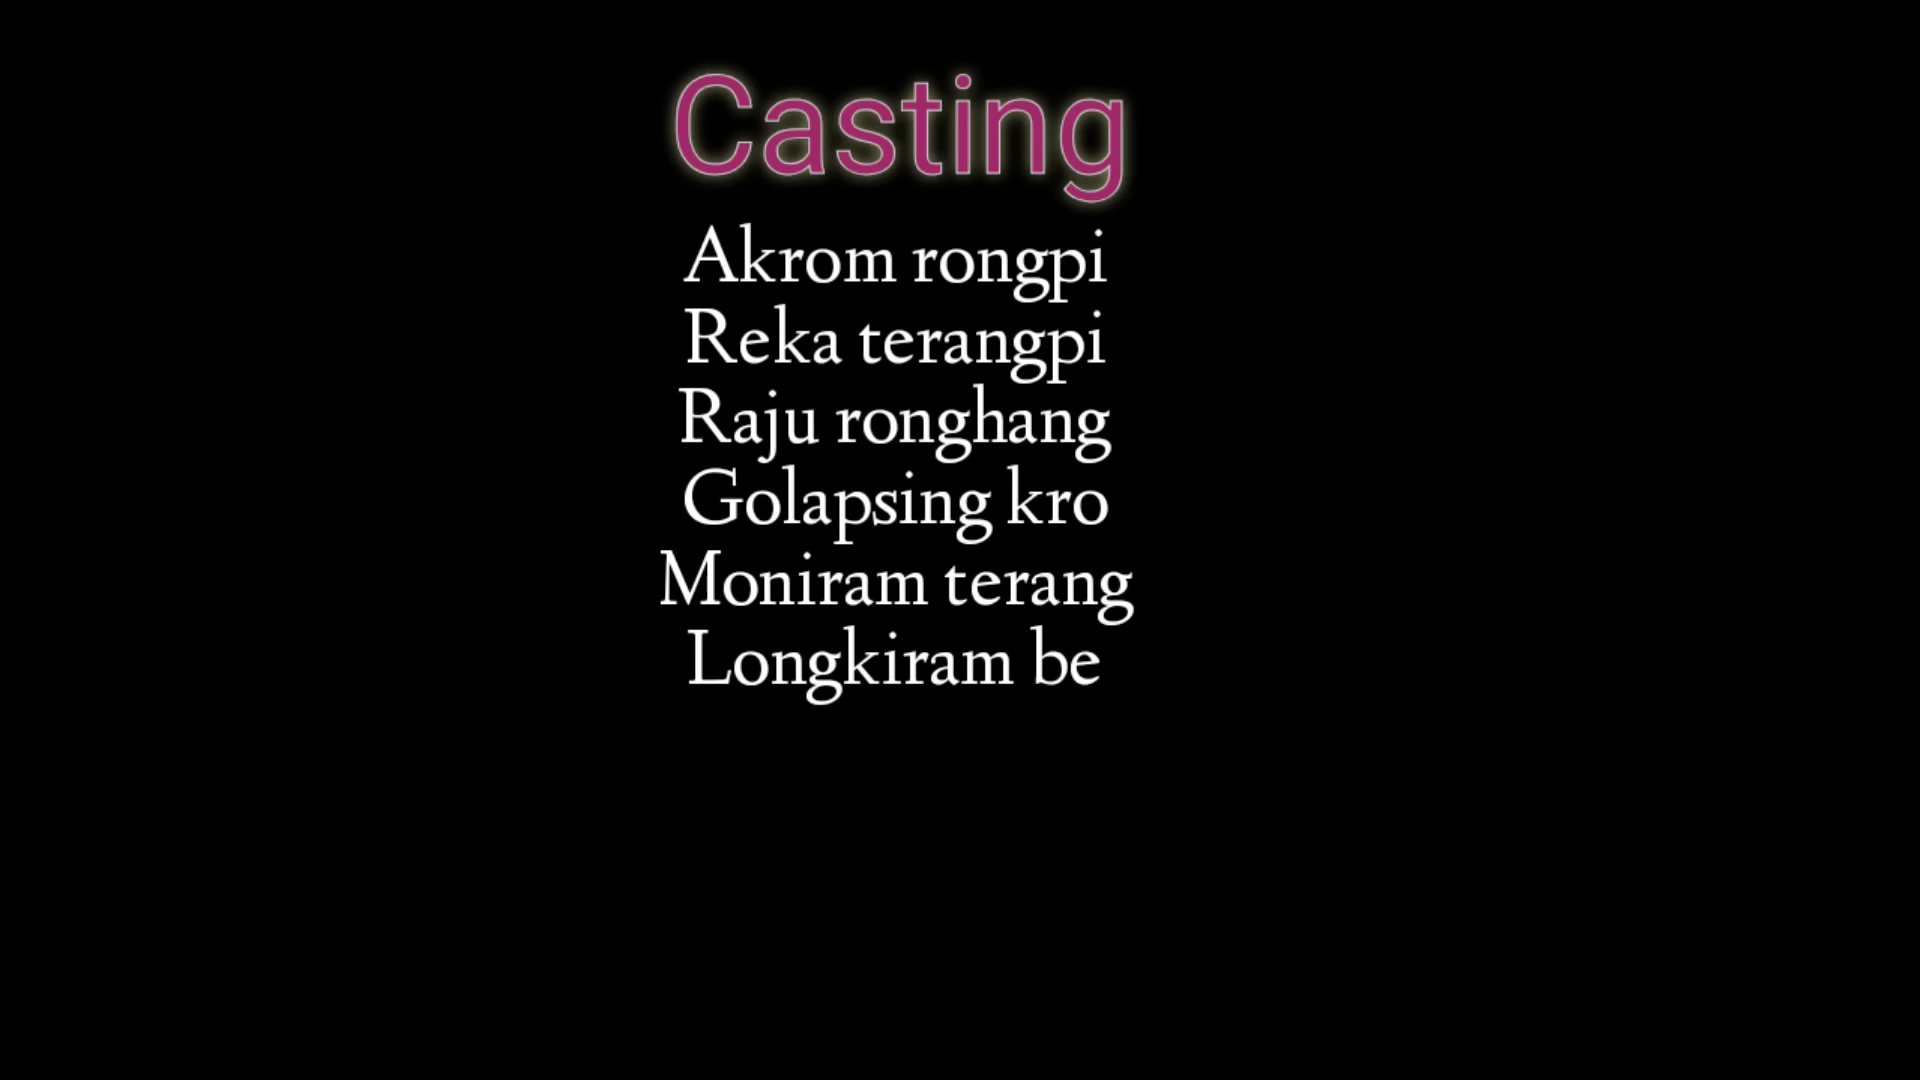 Casting
Akrom rongpi
Reka terangpi
Raju ronghang
Golapsing kro
Moniram terang
Longkiram be